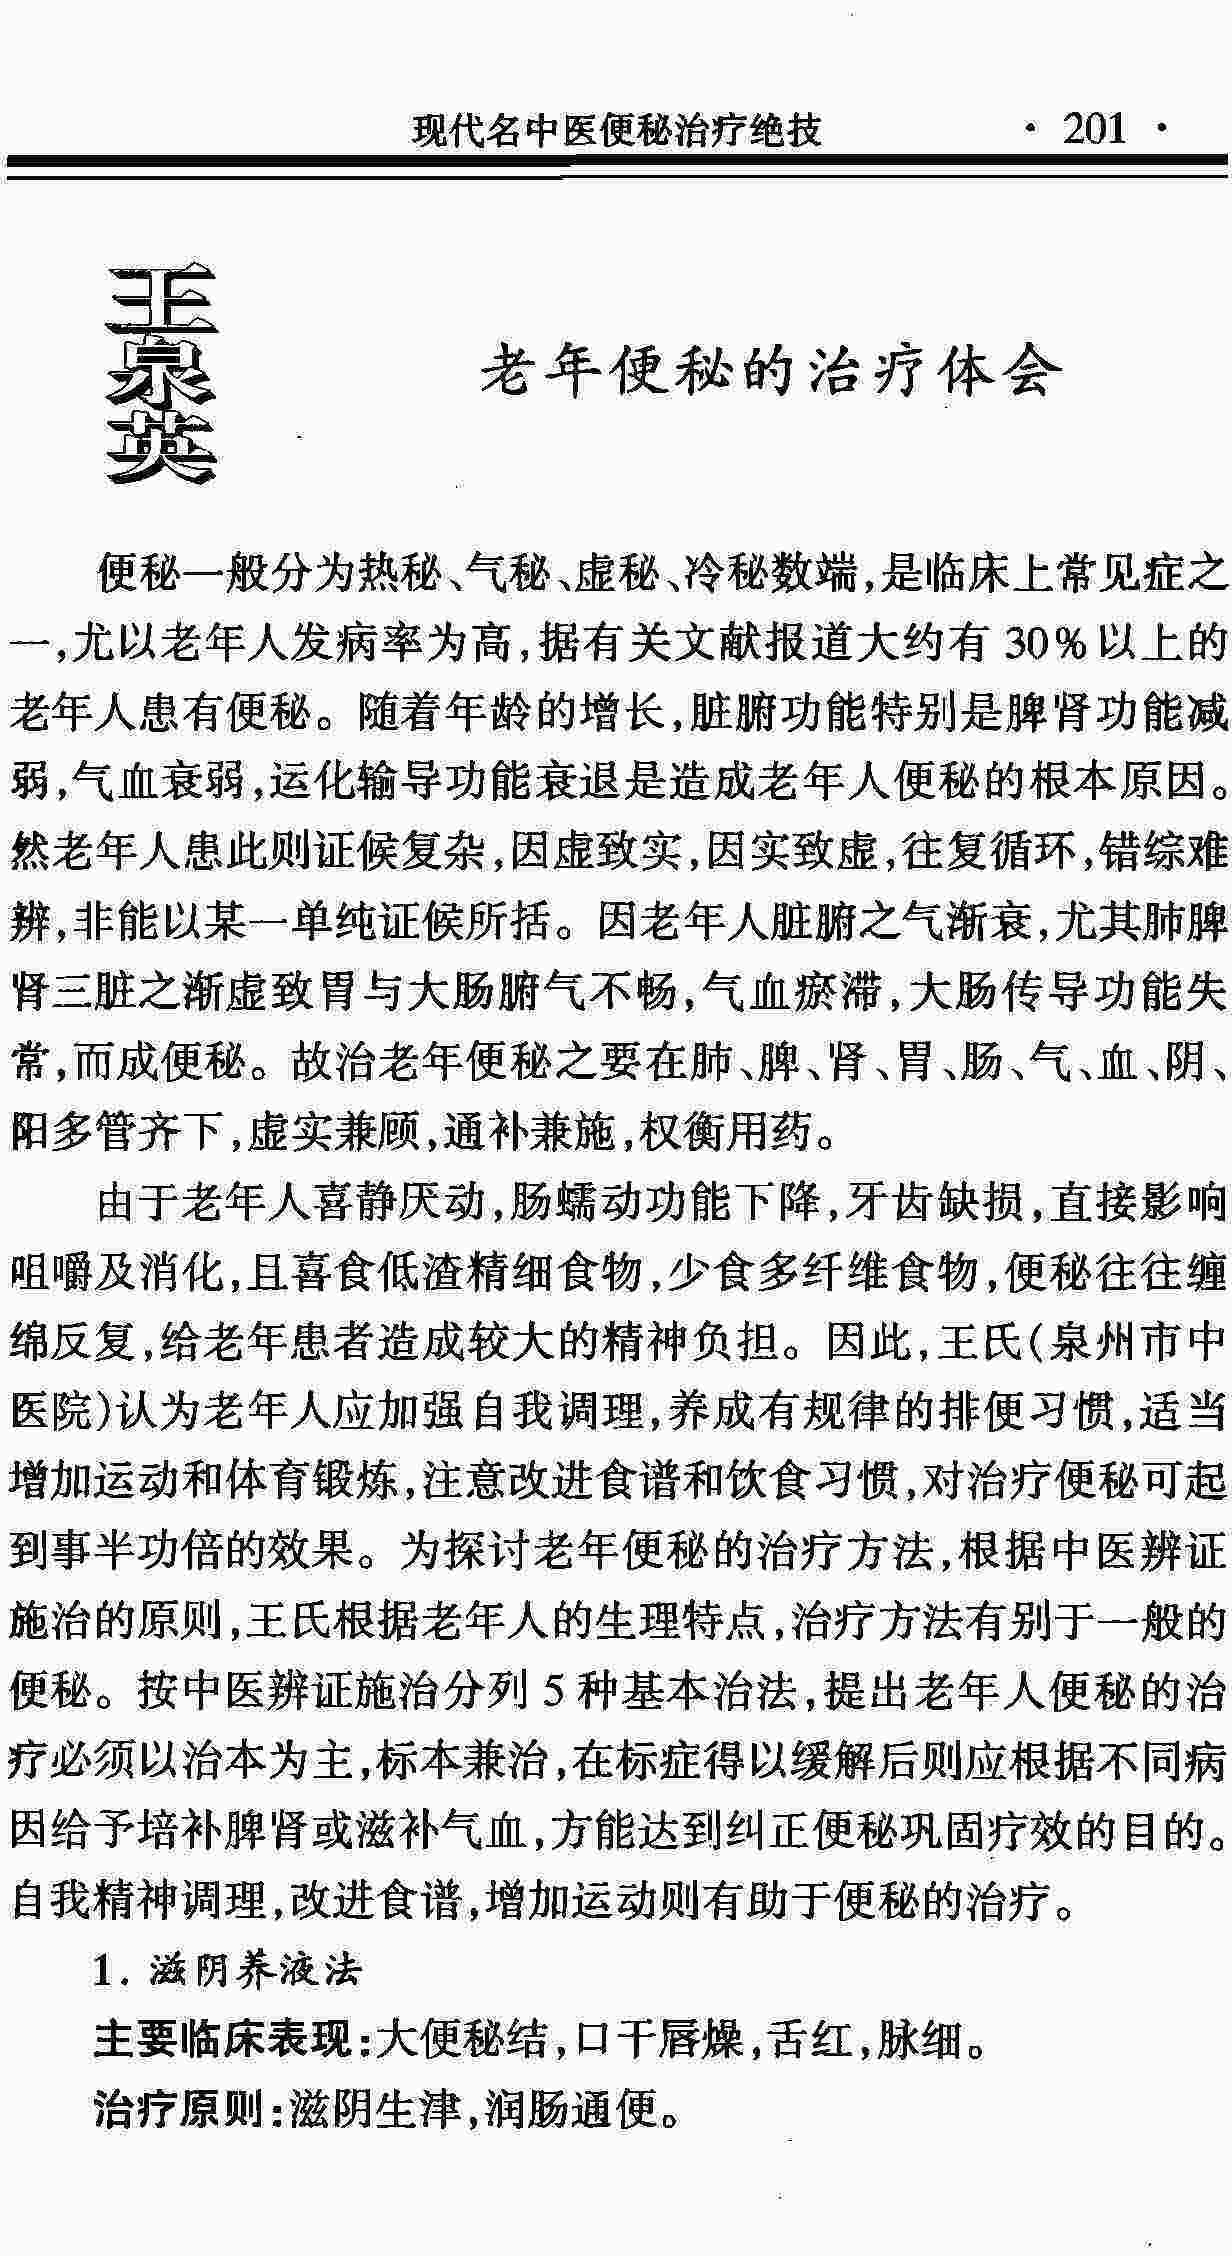 现代名中医便秘治疗绝技 · 201 ·
王泉英
老年便秘的治疗体会
便秘一般分为热秘、气秘、虚秘、冷秘数端,是临床上常见症之
一,尤以老年人发病率为高,据有关文献报道大约有 30%以上的
老年人患有便秘。随着年龄的增长,脏腑功能特别是脾肾功能减
弱,气血衰弱,运化输导功能衰退是造成老年人便秘的根本原因。
然老年人患此则证候复杂,因虚致实,因实致虚,往复循环,错综难
辨,非能以某一单纯证候所括。因老年人脏腑之气渐衰,尤其肺脾
肾三脏之渐虚致胃与大肠腑气不畅,气血瘀滞,大肠传导功能失
常,而成便秘。故治老年便秘之要在肺、脾、肾、胃、肠、气、血、阴、
阳多管齐下,虚实兼顾,通补兼施,权衡用药。
由于老年人喜静厌动,肠蠕动功能下降,牙齿缺损,直接影响
咀嚼及消化,且喜食低渣精细食物,少食多纤维食物,便秘往往缠
绵反复,给老年患者造成较大的精神负担。因此,王氏(泉州市中
医院)认为老年人应加强自我调理,养成有规律的排便习惯,适当
增加运动和体育锻炼,注意改进食谱和饮食习惯,对治疗便秘可起
到事半功倍的效果。为探讨老年便秘的治疗方法,根据中医辨证
施治的原则,王氏根据老年人的生理特点,治疗方法有别于一般的
便秘。按中医辨证施治分列 5 种基本治法,提出老年人便秘的治
疗必须以治本为主,标本兼治,在标症得以缓解后则应根据不同病
因给予培补脾肾或滋补气血,方能达到纠正便秘巩固疗效的目的。
自我精神调理,改进食谱,增加运动则有助于便秘的治疗。
1. 滋阴养液法
主要临床表现:大便秘结,口干唇燥,舌红,脉细。
治疗原则:滋阴生津,润肠通便。